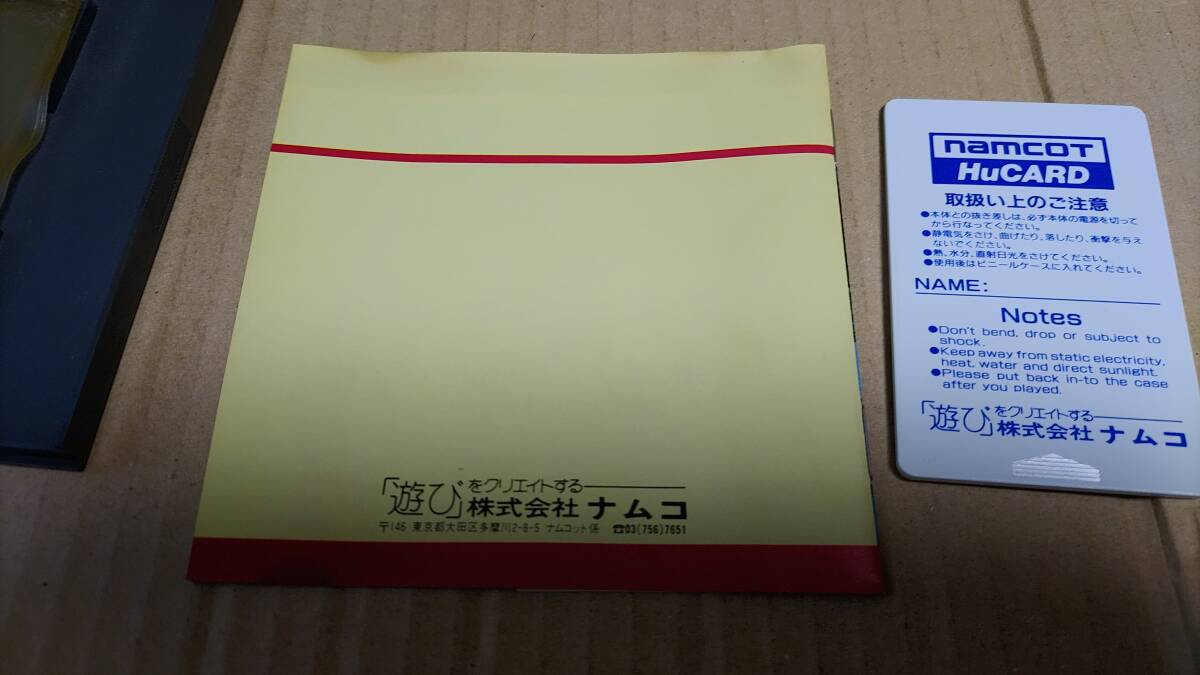 「遊び」をクリエイトする
株式会社 ナムコ
〒146 東京都大田区多摩川2-8-5 ナムコット係 ☎03(756)7651
namcot
HuCARD
取扱い上のご注意
●本体との抜き差しは、必ず本体の電源を切って
から行なってください。
●静電気をさけ、曲げたり、落したり、衝撃を与え
ないでください。
●熱、水分、直射日光をさけてください。
●使用後はビニールケースに入れてください。
NAME:
Notes
●Don't bend, drop or subject to
shock.
●Keep away from static electricity,
heat, water and direct sunlight.
●Please put back in-to the case
after you played.
「遊び」をクリエイトする
株式会社 ナムコ